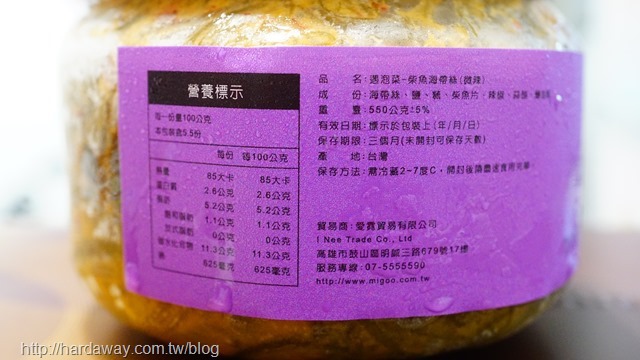 營養標示
每一份量100公克
本包裝含5.5份
每份 每100公克
熱量 85大卡 85大卡
蛋白質 2.6公克 2.6公克
脂肪 5.2公克 5.2公克
飽和脂肪 1.1公克 1.1公克
反式脂肪 0公克 0公克
碳水化合物 11.3公克 11.3公克
鈉 625毫克 625毫克
品 名:遇泡菜-柴魚海帶絲(微辣)
成 份:海帶絲、鹽、糖、柴魚片、辣椒、蒜頭、
重 量:550公克±5%
有效日期:標示於包裝上(年/月/日)
保存期限:三個月(未開封可保存天數)
產 地:台灣
保存方法:需冷藏2-7度C,開封後請盡速食用完畢
貿易商:愛霓貿易有限公司
I Nee Trade Co., Ltd
高雄市鼓山區明誠三路679號17樓
服務專線:07-5555590
http://www.migoo.com.tw
http://hardaway.com.tw/blog